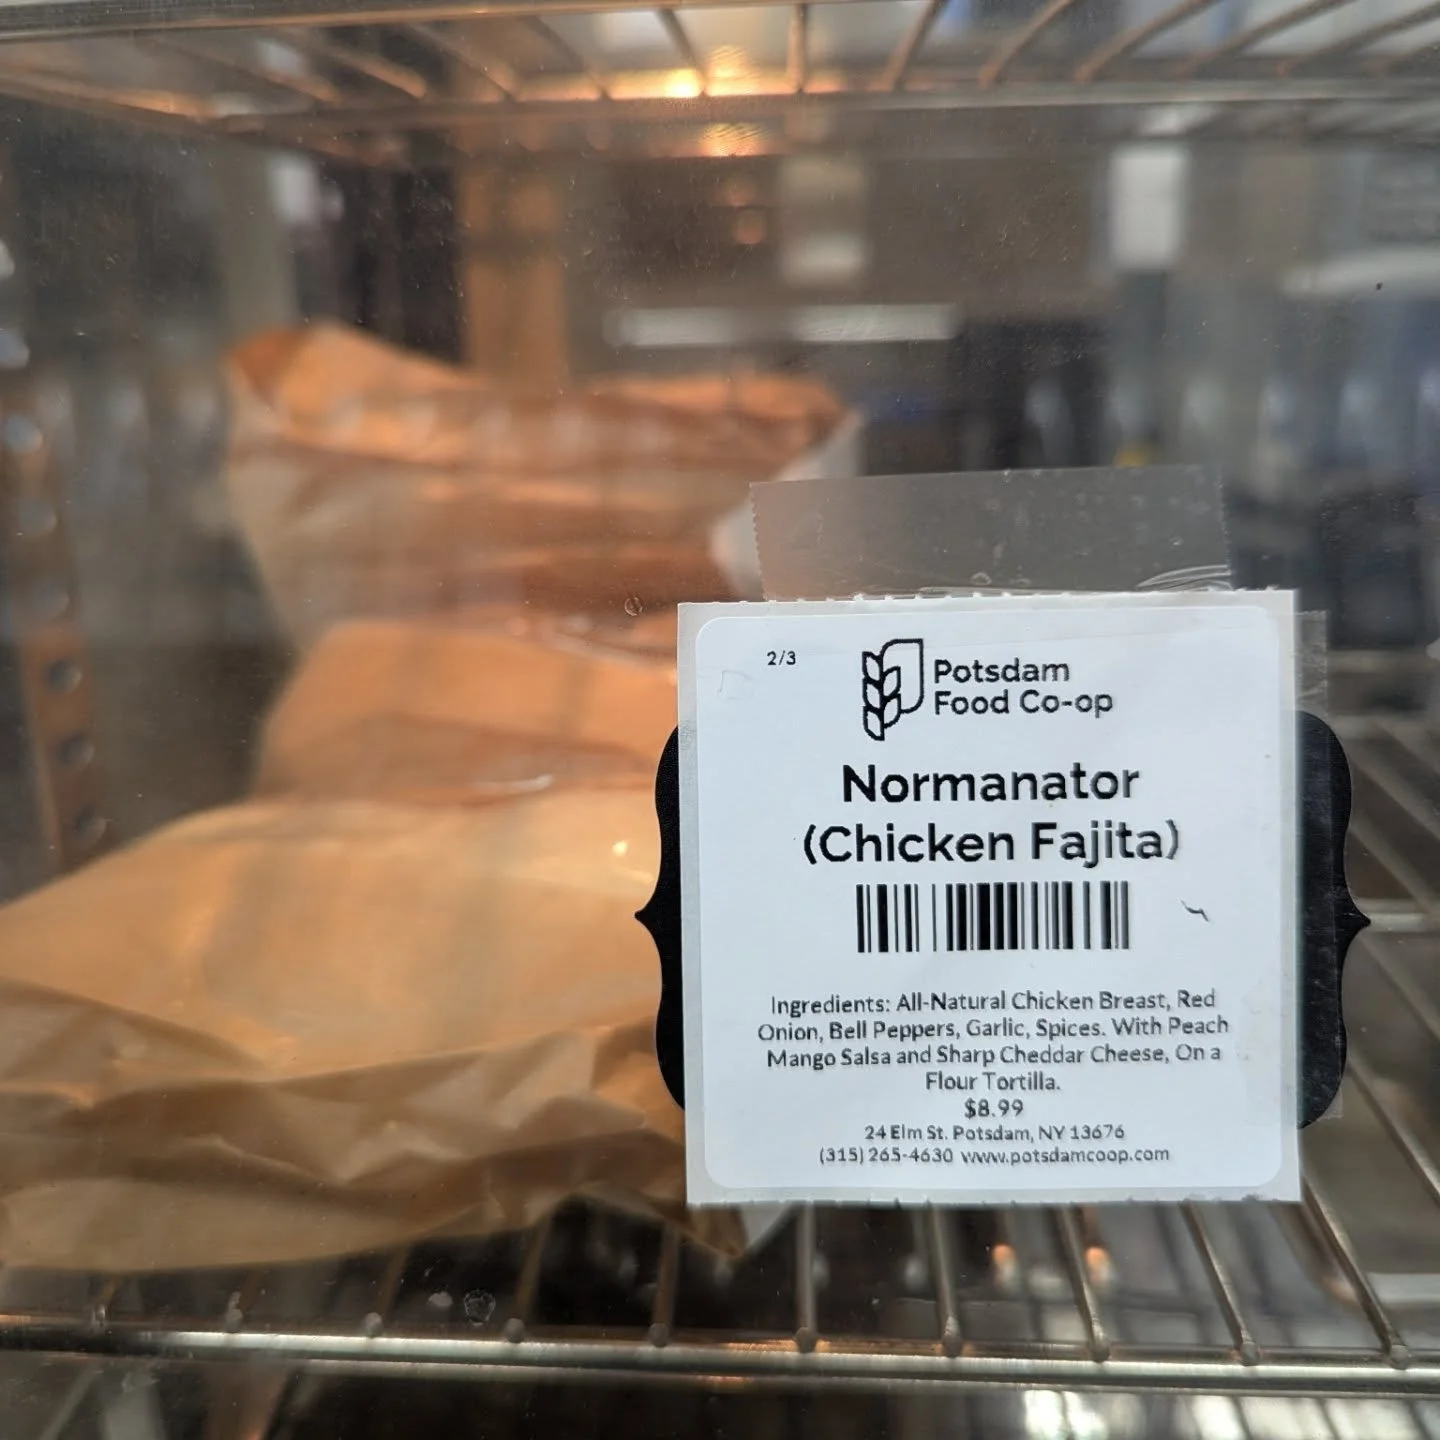 2/3
Potsdam
Food Co-op
Normanator
(Chicken Fajita)
Ingredients: All-Natural Chicken Breast, Red
Onion, Bell Peppers, Garlic, Spices. With Peach
Mango Salsa and Sharp Cheddar Cheese, On a
Flour Tortilla.
$8.99
24 Elm St. Potsdam, NY 13676
(315) 265-4630 www.potsdamcoop.com